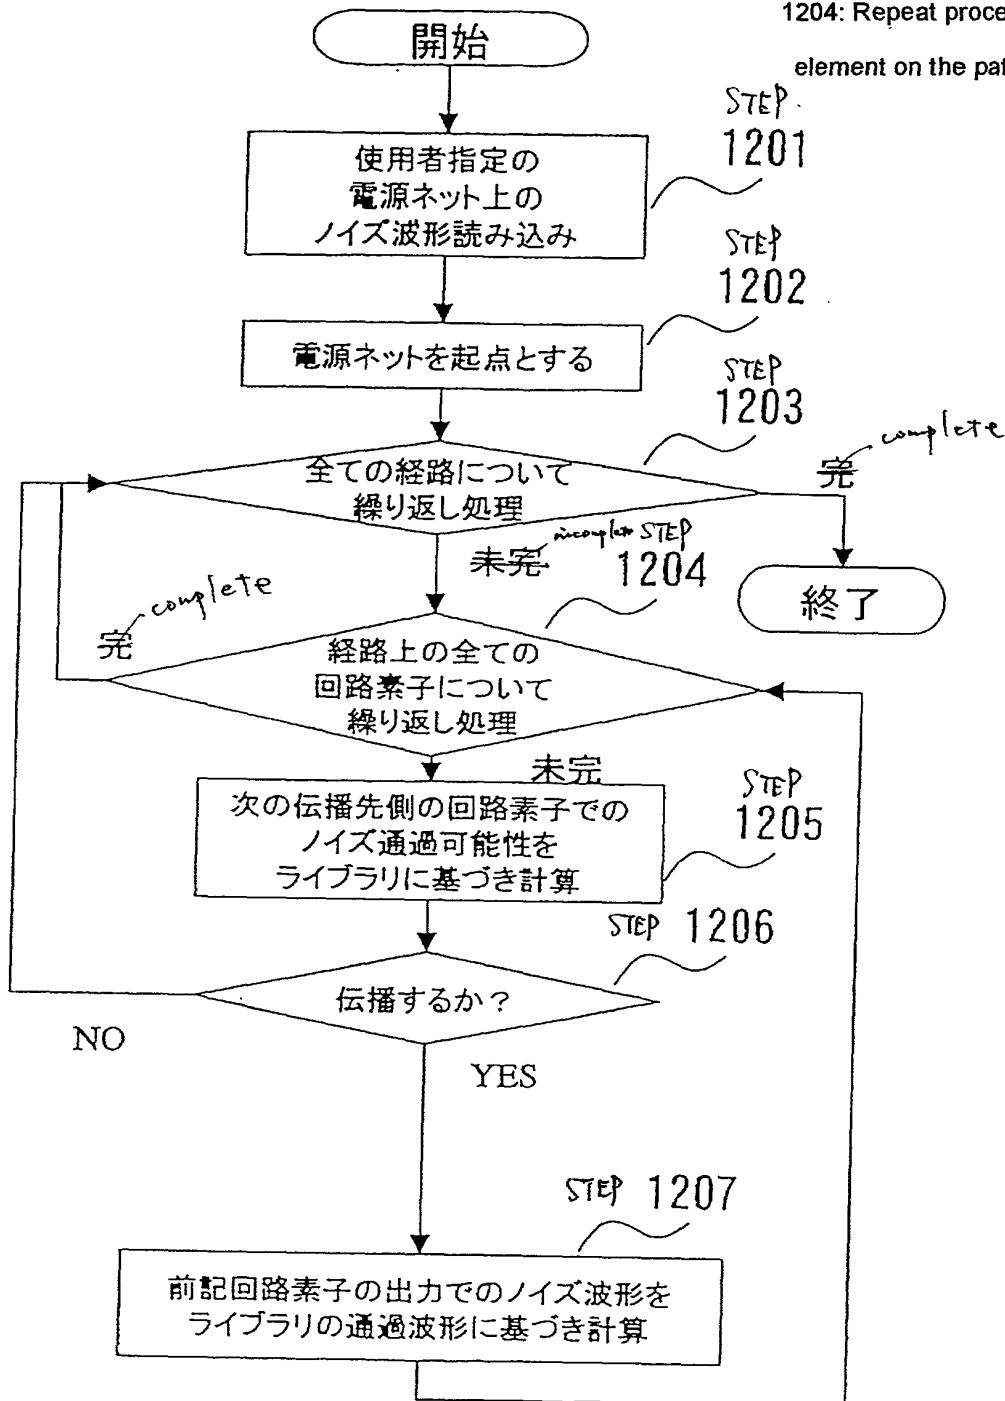 1204: Repeat proce
element on the pat
開始
STEP
1201
使用者指定の
電源ネット上の
ノイズ波形読み込み
STEP
1202
電源ネットを起点とする
STEP
1203
全ての経路について
繰り返し処理
完
complete
未完
incomplete
STEP
1204
終了
完
complete
経路上の全ての
回路素子について
繰り返し処理
未完
STEP
1205
次の伝播先側の回路素子での
ノイズ通過可能性を
ライブラリに基づき計算
STEP 1206
伝播するか?
NO
YES
STEP 1207
前記回路素子の出力でのノイズ波形を
ライブラリの通過波形に基づき計算